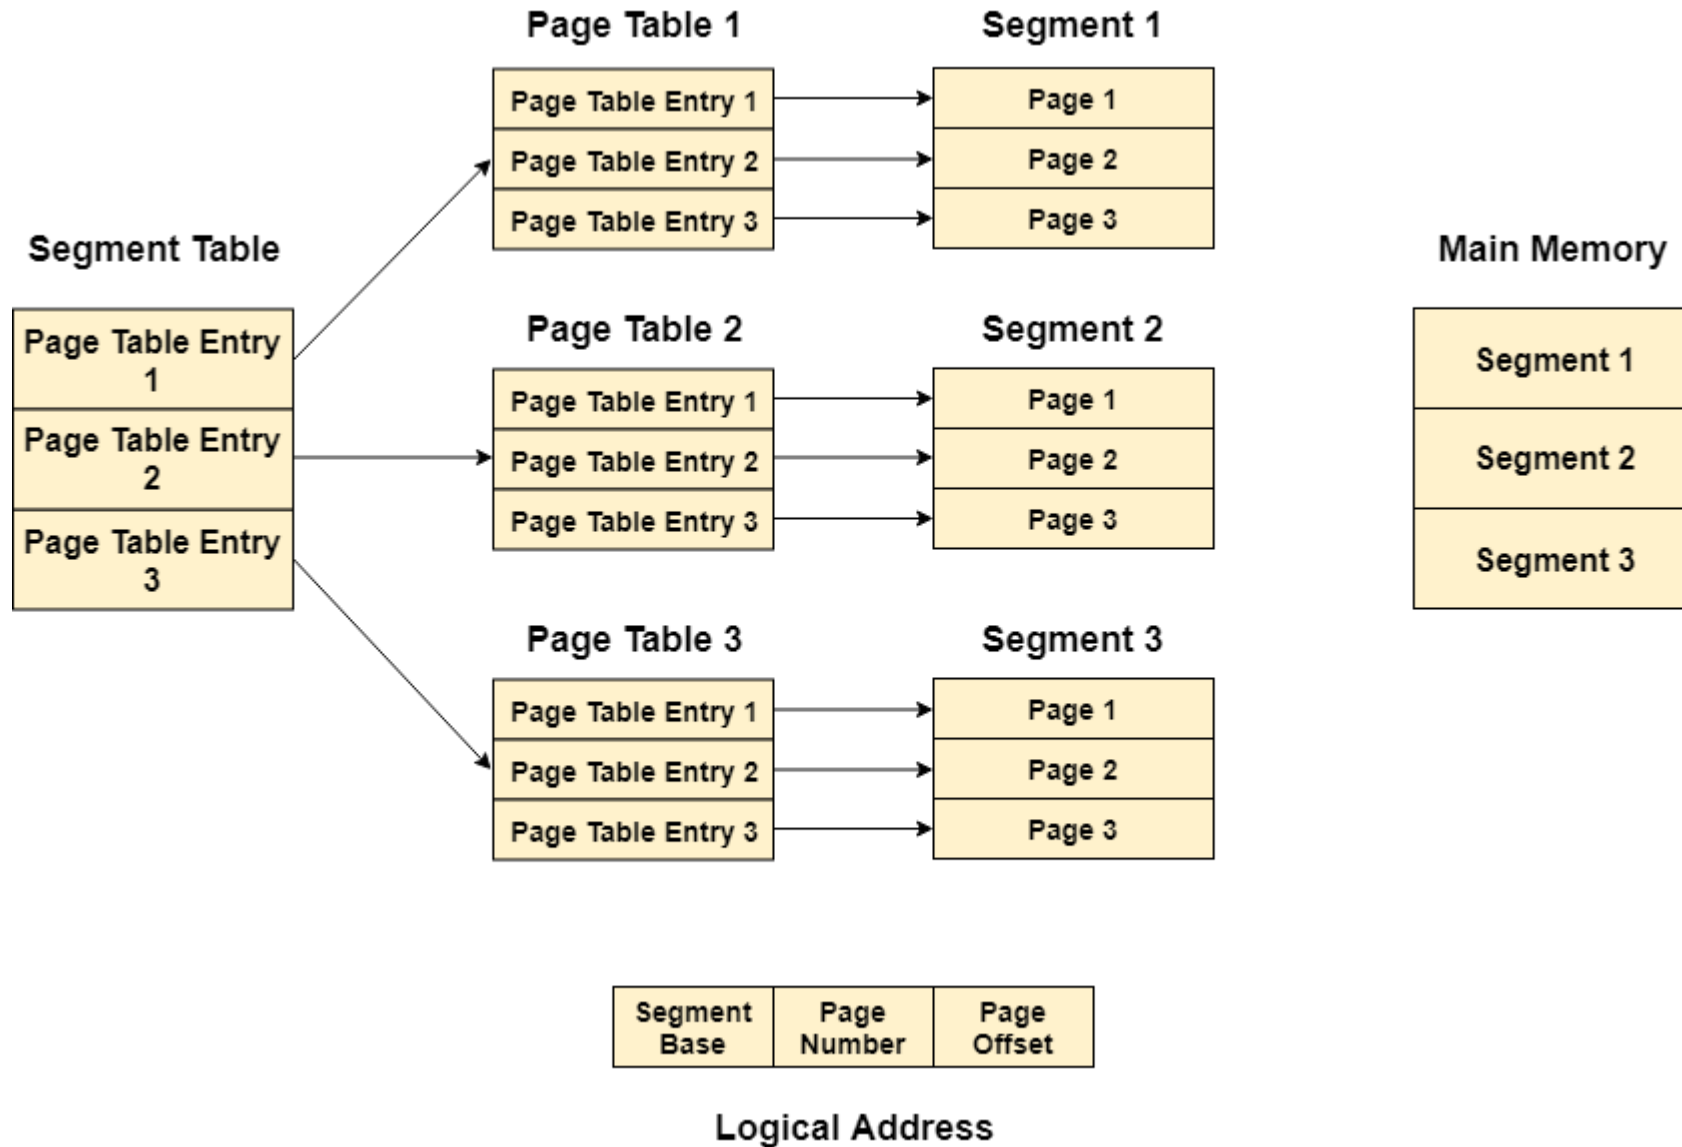 Page Table 1
Segment 1
Page Table Entry 1
Page 1
Page Table Entry 2
Page 2
Page Table Entry 3
Page 3
Segment Table
Page Table Entry
1
Page Table Entry
2
Page Table Entry
3
Page Table 2
Segment 2
Page Table Entry 1
Page 1
Page Table Entry 2
Page 2
Page Table Entry 3
Page 3
Page Table 3
Segment 3
Page Table Entry 1
Page 1
Page Table Entry 2
Page 2
Page Table Entry 3
Page 3
Main Memory
Segment 1
Segment 2
Segment 3
Segment
Base
Page
Number
Page
Offset
Logical Address